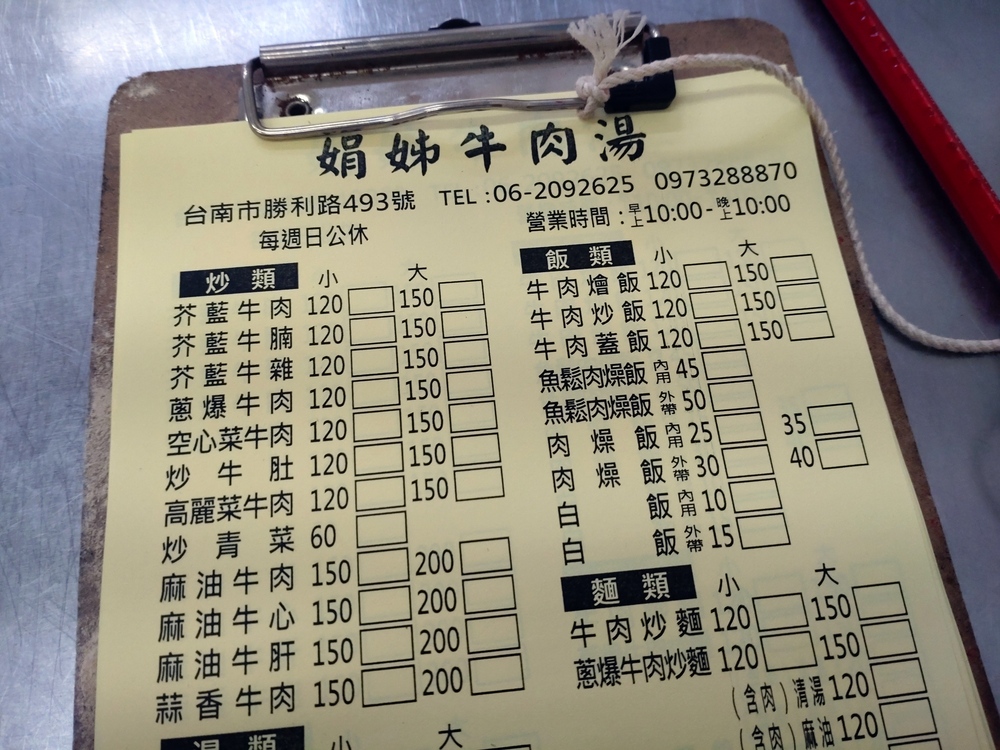 娟姊牛肉湯
台南市勝利路493號 TEL:06-2092625 0973288870
每週日公休
營業時間:早上10:00-晚上10:00
炒類 小 大
芥藍牛肉 120 150
芥藍牛腩 120 150
芥藍牛雜 120 150
蔥爆牛肉 120 150
空心菜牛肉 120 150
炒牛肚 120 150
高麗菜牛肉 120 150
炒青菜 60
麻油牛肉 150 200
麻油牛心 150 200
麻油牛肝 150 200
蒜香牛肉 150 200
湯類 小 大
飯類 小 大
牛肉燴飯 120 150
牛肉炒飯 120 150
牛肉蓋飯 120 150
魚鬆肉燥飯 內用 45
魚鬆肉燥飯 外帶 50
肉燥飯 內用 25 35
肉燥飯 外帶 30 40
白飯 內用 10
白飯 外帶 15
麵類 小 大
牛肉炒麵 120 150
蔥爆牛肉炒麵 120 150
(含肉)清湯 120
(含肉)麻油 120